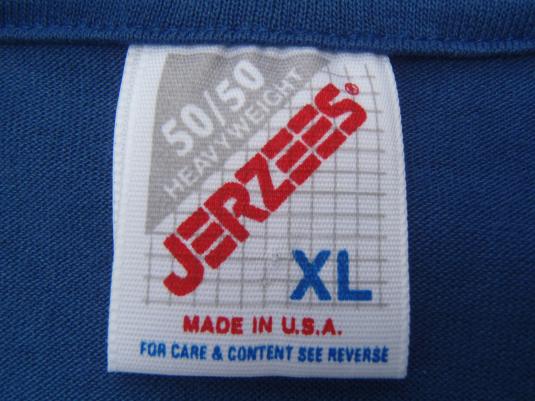 50/50
HEAVYWEIGHT
JERZEES®
XL
MADE IN U.S.A.
FOR CARE & CONTENT SEE REVERSE